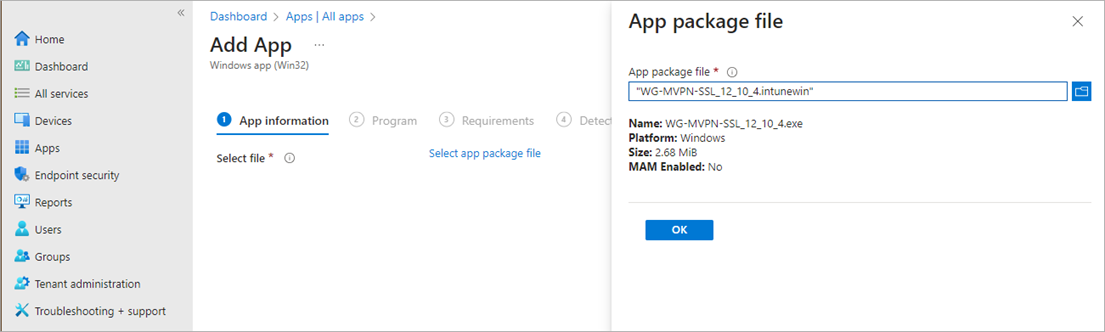 «
Home
Dashboard
All services
Devices
Apps
Endpoint security
Reports
Users
Groups
Tenant administration
Troubleshooting + support
Dashboard > Apps | All apps >
Add App ...
Windows app (Win32)
1 App information 2 Program 3 Requirements 4 Detect
Select file * Select app package file
App package file
App package file *
"WG-MVPN-SSL_12_10_4.intunewin"
Name: WG-MVPN-SSL_12_10_4.exe
Platform: Windows
Size: 2.68 MiB
MAM Enabled: No
OK